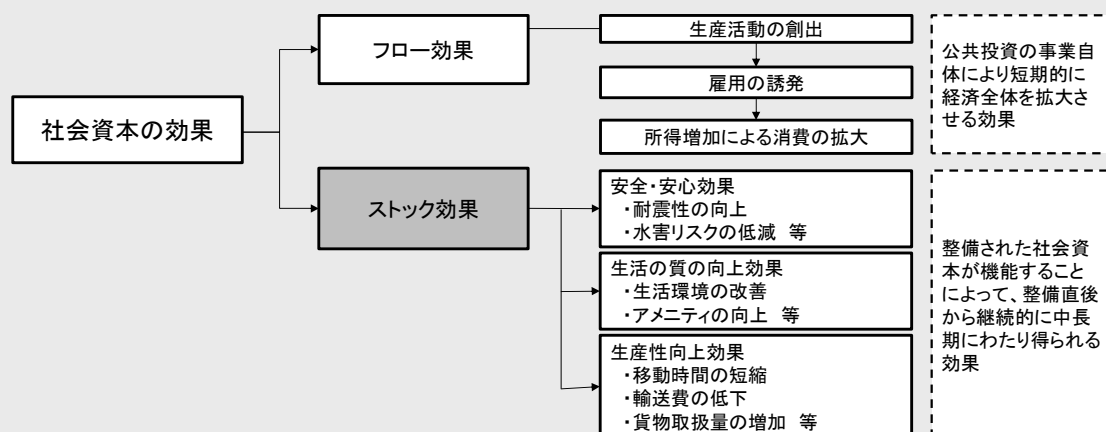 社会資本の効果
フロー効果
生産活動の創出
雇用の誘発
所得増加による消費の拡大
公共投資の事業自
体により短期的に
経済全体を拡大さ
せる効果
ストック効果
安全・安心効果
・耐震性の向上
・水害リスクの低減 等
生活の質の向上効果
・生活環境の改善
・アメニティの向上 等
生産性向上効果
・移動時間の短縮
・輸送費の低下
・貨物取扱量の増加 等
整備された社会資
本が機能すること
によって、整備直後
から継続的に中長
期にわたり得られる
効果